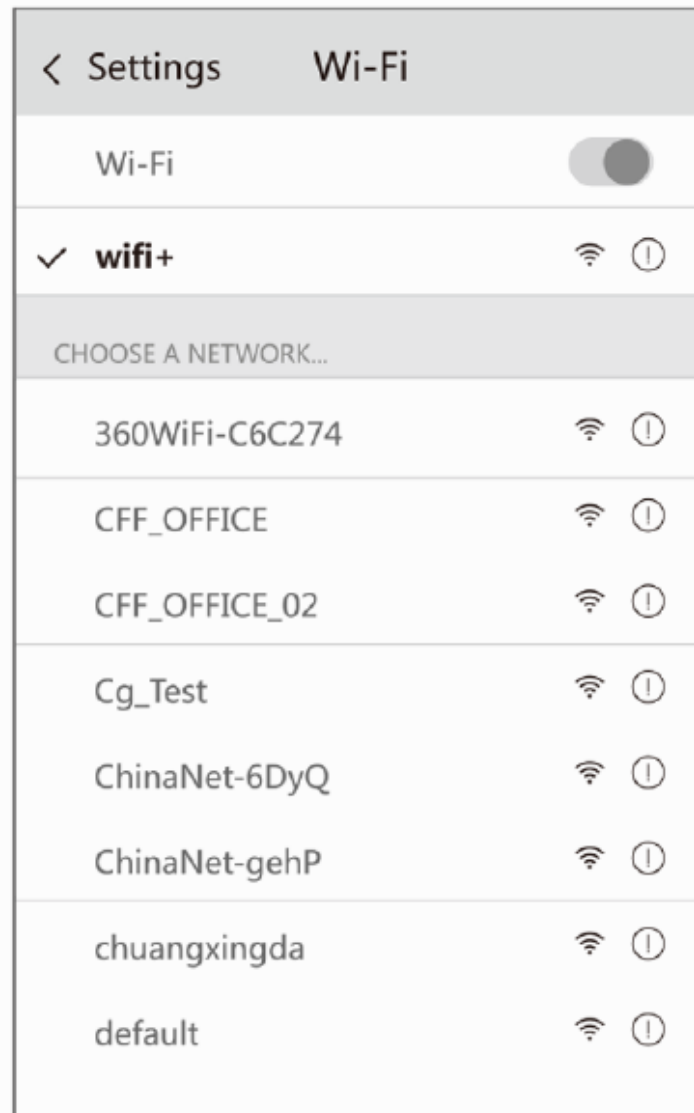 Settings Wi-Fi
Wi-Fi
wifi+
CHOOSE A NETWORK...
360WiFi-C6C274
CFF_OFFICE
CFF_OFFICE_02
Cg_Test
ChinaNet-6DyQ
ChinaNet-gehP
chuangxingda
default